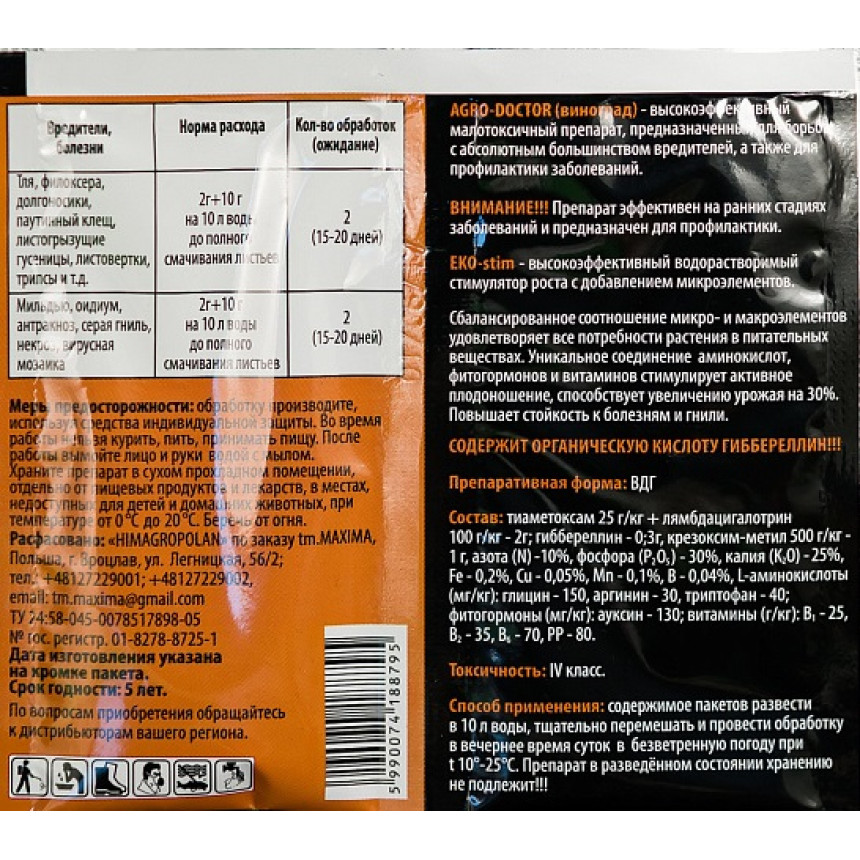 Вредители,
болезни
Норма расхода
Кол-во обработок
(ожидание)
Тля, филоксера,
долгоносики,
паутинный клещ,
листогрызущие
гусеницы, листовертки,
трипсы и т.д.
2г+10 г
на 10 л воды
до полного
смачивания листьев
2
(15-20 дней)
Мильдью, оидиум,
антракноз, серая гниль,
некроз, вирусная
мозаика
2г+10 г
на 10 л воды
до полного
смачивания листьев
2
(15-20 дней)
Меры предосторожности: обработку производите,
используя средства индивидуальной защиты. Во время
работы нельзя курить, пить, принимать пищу. После
работы вымойте лицо и руки водой с мылом.
Храните препарат в сухом прохладном помещении,
отдельно от пищевых продуктов и лекарств, в местах,
недоступных для детей и домашних животных, при
температуре от 0°С до 20°С. Беречь от огня.
Расфасовано: «HIMAGROPOLAN» по заказу tm.MAXIMA,
Польша, г. Вроцлав, ул. Легницкая, 56/2;
тел.: +48127229001; +48127229002,
email: tm.maxima@gmail.com
ТУ 24:58-045-0078517898-05
№ гос. регистр. 01-8278-8725-1
Дата изготовления указана
на кромке пакета.
Срок годности: 5 лет.
По вопросам приобретения обращайтесь
к дистрибьюторам вашего региона.
5990074188795
AGRO-DOCTOR (виноград) - высокоэффективный
малотоксичный препарат, предназначенный для борьбы
с абсолютным большинством вредителей, а также для
профилактики заболеваний.
ВНИМАНИЕ!!! Препарат эффективен на ранних стадиях
заболеваний и предназначен для профилактики.
EKO-stim - высокоэффективный водорастворимый
стимулятор роста с добавлением микроэлементов.
Сбалансированное соотношение микро- и макроэлементов
удовлетворяет все потребности растения в питательных
веществах. Уникальное соединение аминокислот,
фитогормонов и витаминов стимулирует активное
плодоношение, способствует увеличению урожая на 30%.
Повышает стойкость к болезням и гнили.
СОДЕРЖИТ ОРГАНИЧЕСКУЮ КИСЛОТУ ГИББЕРЕЛЛИН!!!
Препаративная форма: ВДГ
Состав: тиаметоксам 25 г/кг + лямбдацигалотрин
100 г/кг - 2г; гиббереллин - 0;3г, крезоксим-метил 500 г/кг -
1 г, азота (N) -10%, фосфора (P₂O₅) - 30%, калия (K₂O) - 25%,
Fe - 0,2%, Cu - 0,05%, Mn - 0,1%, B - 0,04%, L-аминокислоты
(мг/кг): глицин - 150, аргинин - 30, триптофан - 40;
фитогормоны (мг/кг): ауксин - 130; витамины (г/кг): B₁ - 25,
B₂ - 35, B₆ - 70, PP - 80.
Токсичность: IV класс.
Способ применения: содержимое пакетов развести
в 10 л воды, тщательно перемешать и провести обработку
в вечернее время суток в безветренную погоду при
t 10°-25°С. Препарат в разведённом состоянии хранению
не подлежит!!!